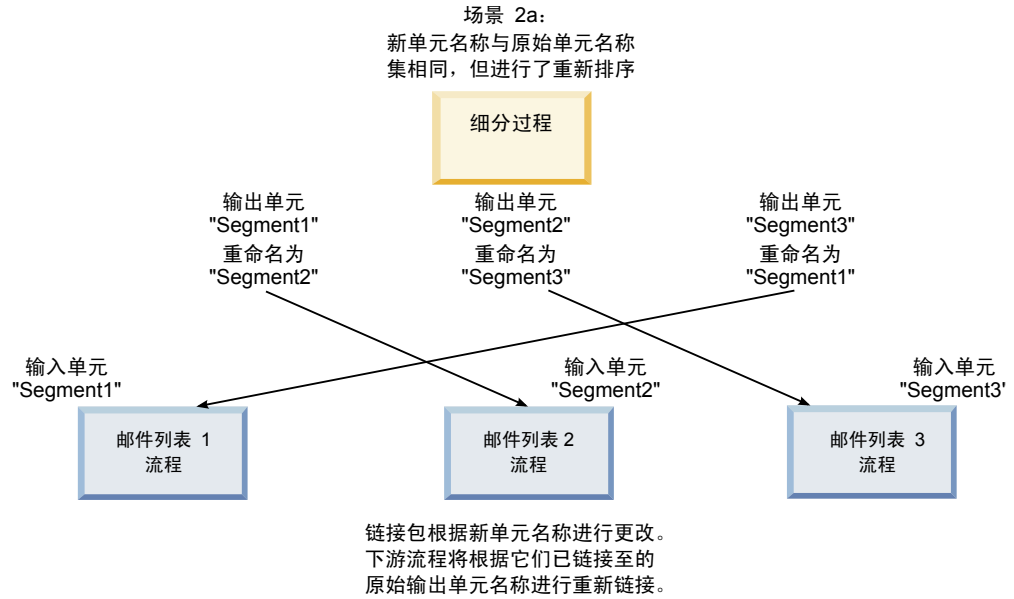 场景 2a：
新单元名称与原始单元名称
集相同，但进行了重新排序
细分过程
输出单元
"Segment1"
重命名为
"Segment2"
输出单元
"Segment2"
重命名为
"Segment3"
输出单元
"Segment3"
重命名为
"Segment1"
输入单元
"Segment1"
输入单元
"Segment2"
输入单元
"Segment3'
邮件列表 1
流程
邮件列表 2
流程
邮件列表 3
流程
链接包根据新单元名称进行更改。
下游流程将根据它们已链接至的
原始输出单元名称进行重新链接。